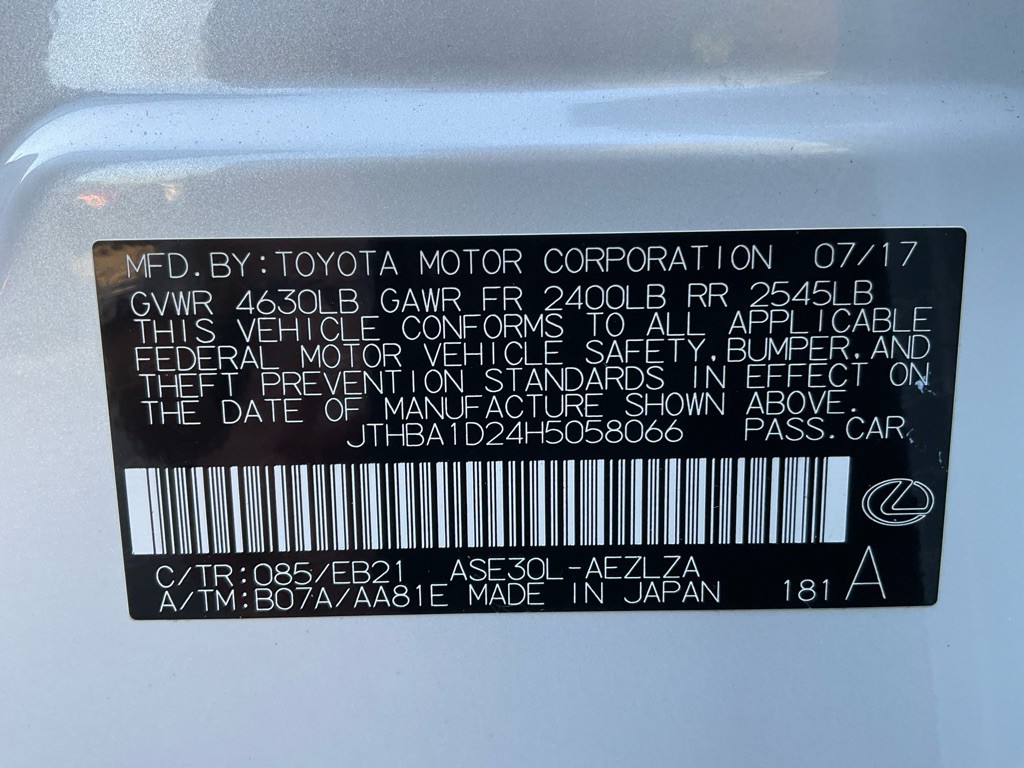 MFD.BY:TOYOTA MOTOR CORPORATION 07/17
GVWR 4630LB GAWR FR 2400LB RR 2545LB
THIS VEHICLE CONFORMS TO ALL APPLICABLE
FEDERAL MOTOR VEHICLE SAFETY,BUMPER,AND
THEFT PREVENTION STANDARDS IN EFFECT ON
THE DATE OF MANUFACTURE SHOWN ABOVE.
JTHBA1D24H5058066 PASS.CAR
C/TR:085/EB21 ASE30L-AEZLZA
A/TM:B07A/AA81E MADE IN JAPAN 181 A